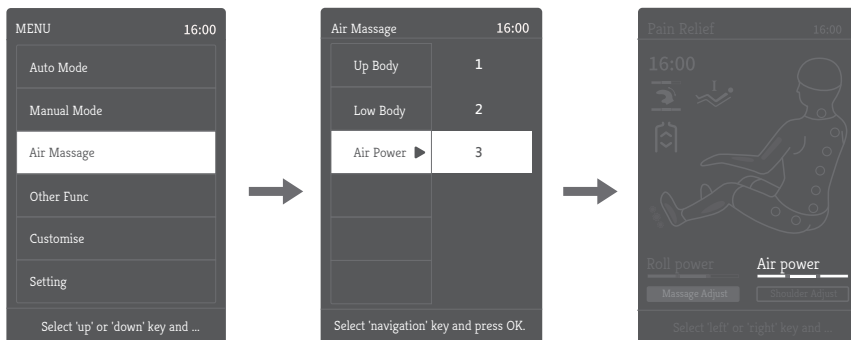 MENU 16:00
Auto Mode
Manual Mode
Air Massage
Other Func
Customise
Setting
Select 'up' or 'down' key and ...
Air Massage 16:00
Up Body 1
Low Body 2
Air Power 3
Select 'navigation' key and press OK.
Pain Relief 16:00
16:00
Roll power Air power
Massage Adjust Shoulder Adjust
Select 'left' or 'right' key and ...